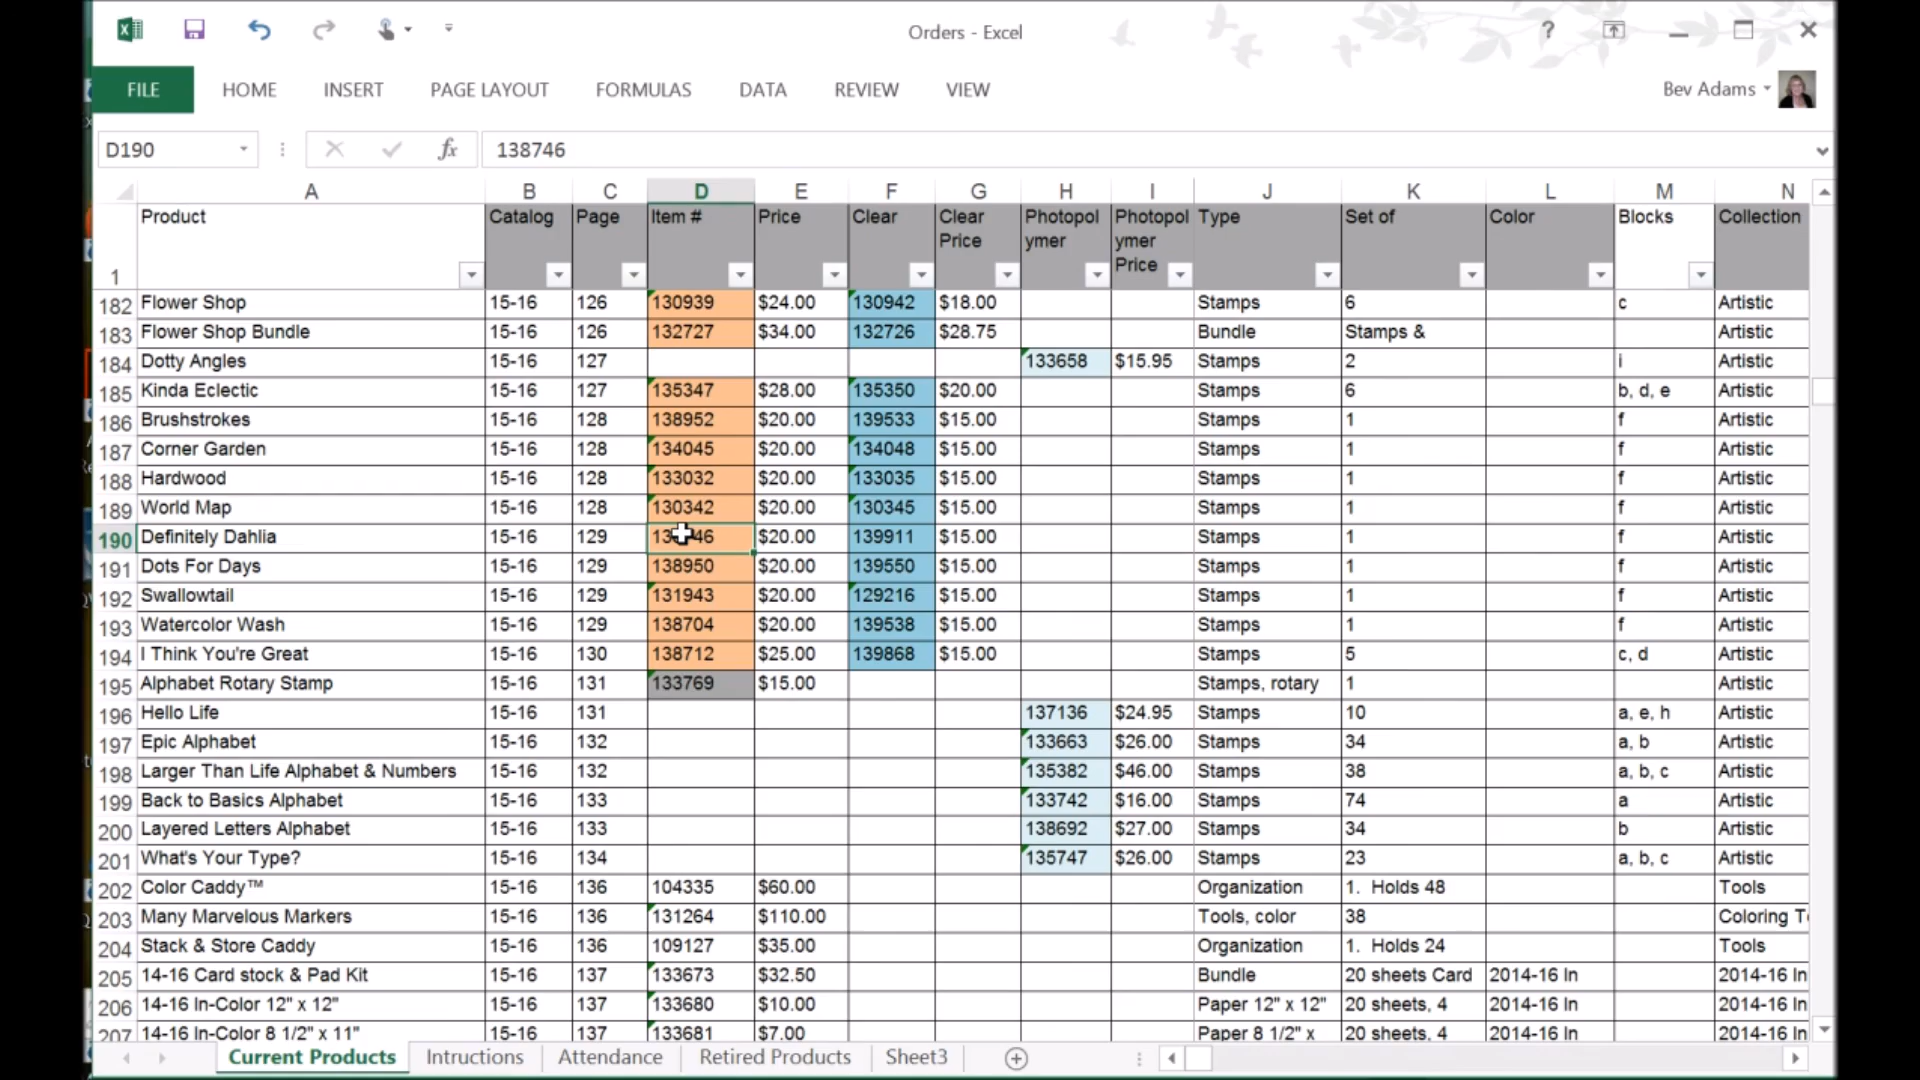 Orders - Excel
FILE HOME INSERT PAGE LAYOUT FORMULAS DATA REVIEW VIEW Bev Adams
D190 fx 138746
A B C D E F G H I J K L M N
1 Product Catalog Page Item # Price Clear Clear Price Photopolymer Photopolymer Price Type Set of Color Blocks Collection
182 Flower Shop 15-16 126 130939 $24.00 130942 $18.00 Stamps 6 c Artistic
183 Flower Shop Bundle 15-16 126 132727 $34.00 132726 $28.75 Bundle Stamps & Artistic
184 Dotty Angles 15-16 127 133658 $15.95 Stamps 2 i Artistic
185 Kinda Eclectic 15-16 127 135347 $28.00 135350 $20.00 Stamps 6 b, d, e Artistic
186 Brushstrokes 15-16 128 138952 $20.00 139533 $15.00 Stamps 1 f Artistic
187 Corner Garden 15-16 128 134045 $20.00 134048 $15.00 Stamps 1 f Artistic
188 Hardwood 15-16 128 133032 $20.00 133035 $15.00 Stamps 1 f Artistic
189 World Map 15-16 128 130342 $20.00 130345 $15.00 Stamps 1 f Artistic
190 Definitely Dahlia 15-16 129 $20.00 139911 $15.00 Stamps 1 f Artistic
191 Dots For Days 15-16 129 138950 $20.00 139550 $15.00 Stamps 1 f Artistic
192 Swallowtail 15-16 129 131943 $20.00 129216 $15.00 Stamps 1 f Artistic
193 Watercolor Wash 15-16 129 138704 $20.00 139538 $15.00 Stamps 1 f Artistic
194 I Think You're Great 15-16 130 138712 $25.00 139868 $15.00 Stamps 5 c, d Artistic
195 Alphabet Rotary Stamp 15-16 131 133769 $15.00 Stamps, rotary 1 Artistic
196 Hello Life 15-16 131 137136 $24.95 Stamps 10 a, e, h Artistic
197 Epic Alphabet 15-16 132 133663 $26.00 Stamps 34 a, b Artistic
198 Larger Than Life Alphabet & Numbers 15-16 132 135382 $46.00 Stamps 38 a, b, c Artistic
199 Back to Basics Alphabet 15-16 133 133742 $16.00 Stamps 74 a Artistic
200 Layered Letters Alphabet 15-16 133 138692 $27.00 Stamps 34 b Artistic
201 What's Your Type? 15-16 134 135747 $26.00 Stamps 23 a, b, c Artistic
202 Color Caddy™ 15-16 136 104335 $60.00 Organization 1. Holds 48 Tools
203 Many Marvelous Markers 15-16 136 131264 $110.00 Tools, color 38 Coloring T
204 Stack & Store Caddy 15-16 136 109127 $35.00 Organization 1. Holds 24 Tools
205 14-16 Card stock & Pad Kit 15-16 137 133673 $32.50 Bundle 20 sheets Card 2014-16 In 2014-16 In
206 14-16 In-Color 12" x 12" 15-16 137 133680 $10.00 Paper 12" x 12" 20 sheets, 4 2014-16 In 2014-16 In
207 14-16 In-Color 8 1/2" x 11" 15-16 137 133681 $7.00 Paper 8 1/2" x 20 sheets, 4 2014-16 In 2014-16 In
Current Products Intructions Attendance Retired Products Sheet3